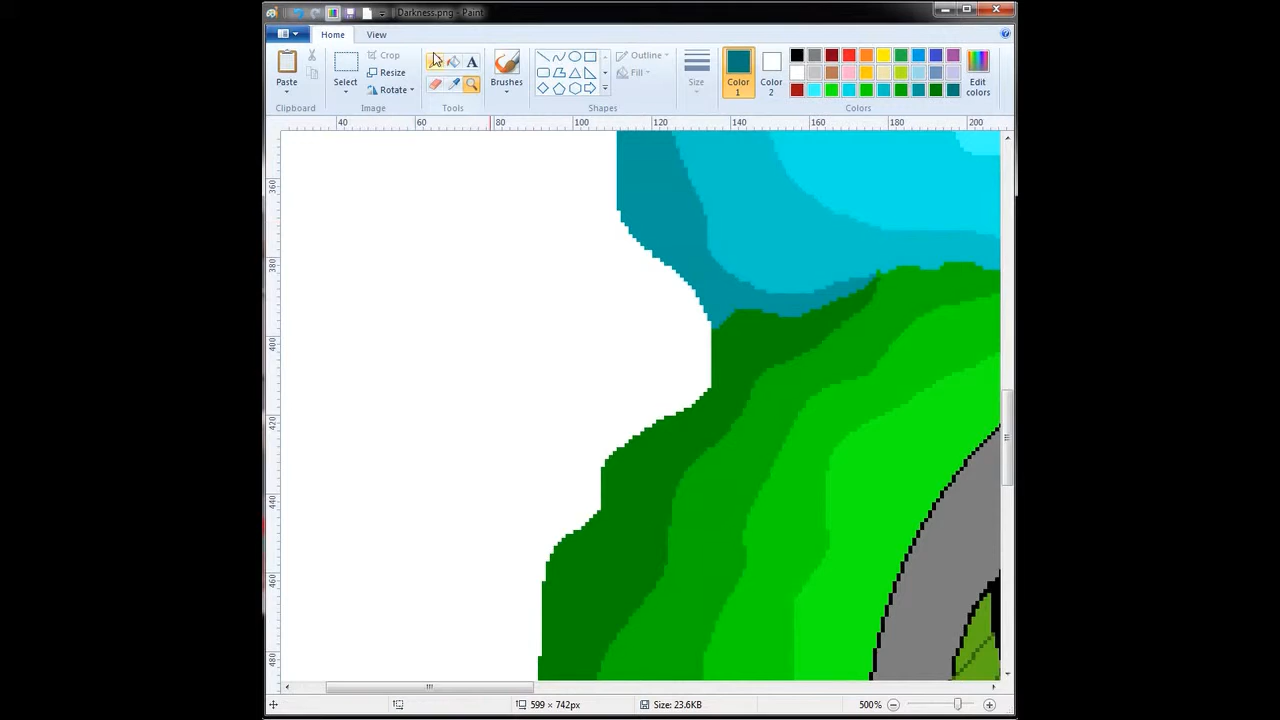 Darkness.png - Paint
Home View
Paste
Clipboard
Select
Crop
Resize
Rotate
Image
A
Tools
Brushes
Outline
Fill
Shapes
Size
Color 1
Color 2
Edit colors
Colors
40 60 80 100 120 140 160 180 200
360
380
400
420
440
460
480
599 × 742px
Size: 23.6KB
500%